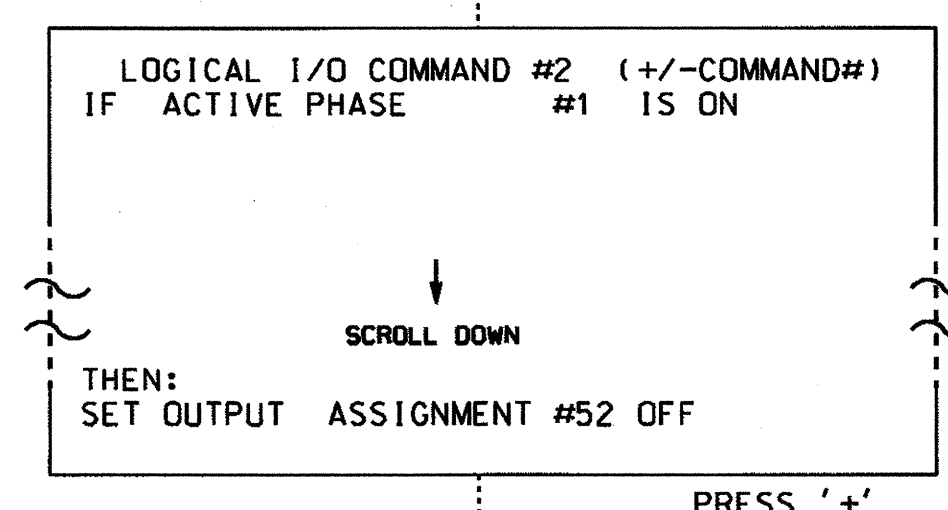 LOGICAL I/O COMMAND #2 (+/-COMMAND#)
IF ACTIVE PHASE #1 IS ON
SCROLL DOWN
THEN:
SET OUTPUT ASSIGNMENT #52 OFF
PRESS '+'